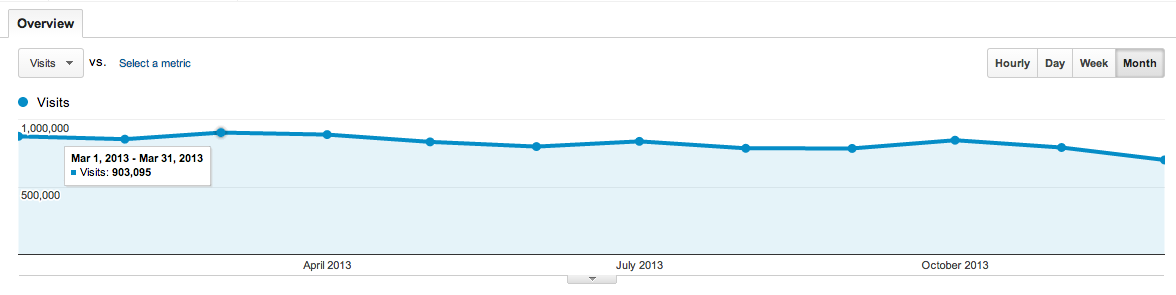 Overview
Visits vs. Select a metric
Hourly Day Week Month
Visits
1,000,000
Mar 1, 2013 - Mar 31, 2013
Visits: 903,095
500,000
April 2013 July 2013 October 2013